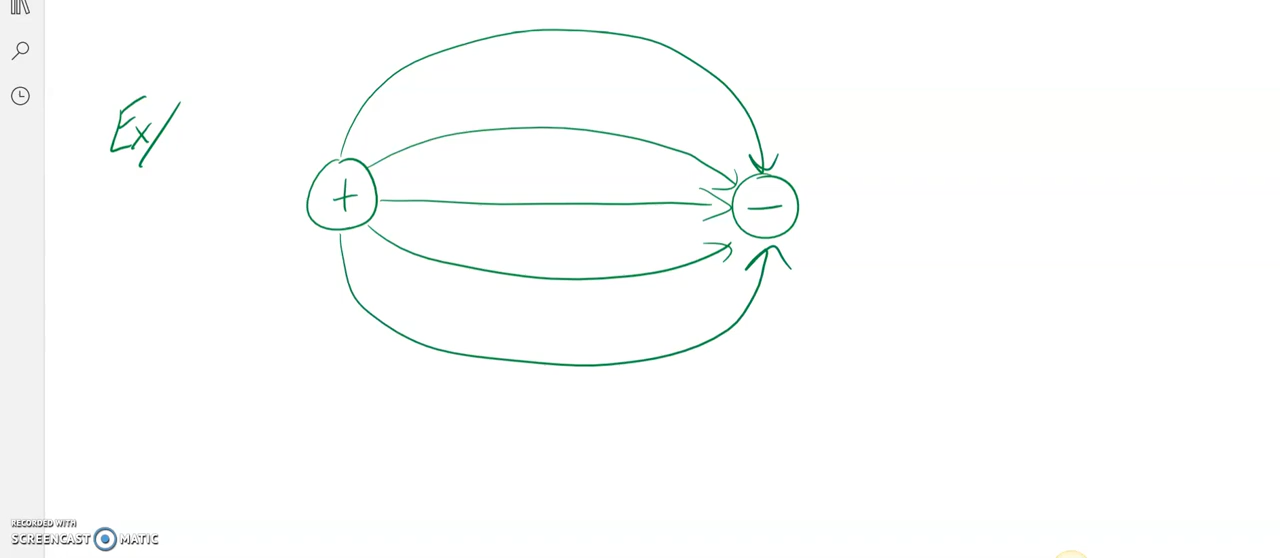 Ex/
+
−
RECORDED WITH
SCREENCAST MATIC